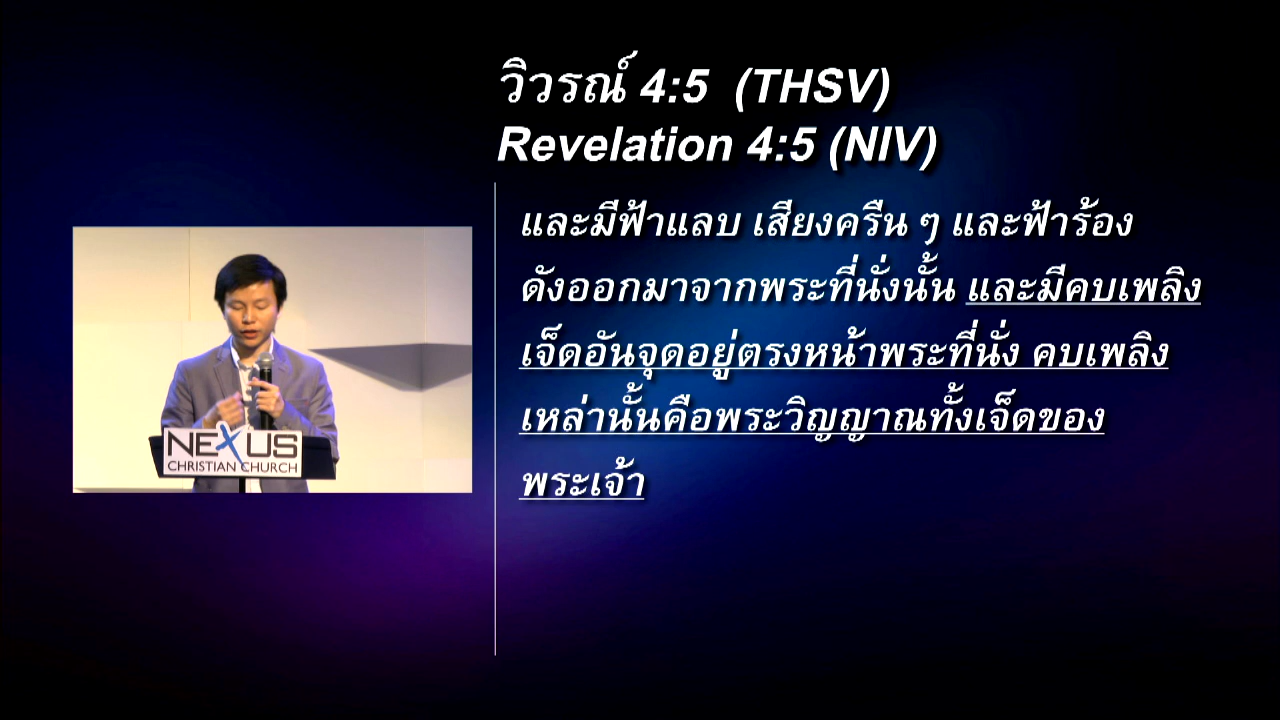 วิวรณ์ 4:5 (THSV)
Revelation 4:5 (NIV)
และมีฟ้าแลบ เสียงครืน ๆ และฟ้าร้อง
ดังออกมาจากพระที่นั่งนั้น และมีคบเพลิง
เจ็ดอันจุดอยู่ตรงหน้าพระที่นั่ง คบเพลิง
เหล่านั้นคือพระวิญญาณทั้งเจ็ดของ
พระเจ้า
NEXUS
CHRISTIAN CHURCH